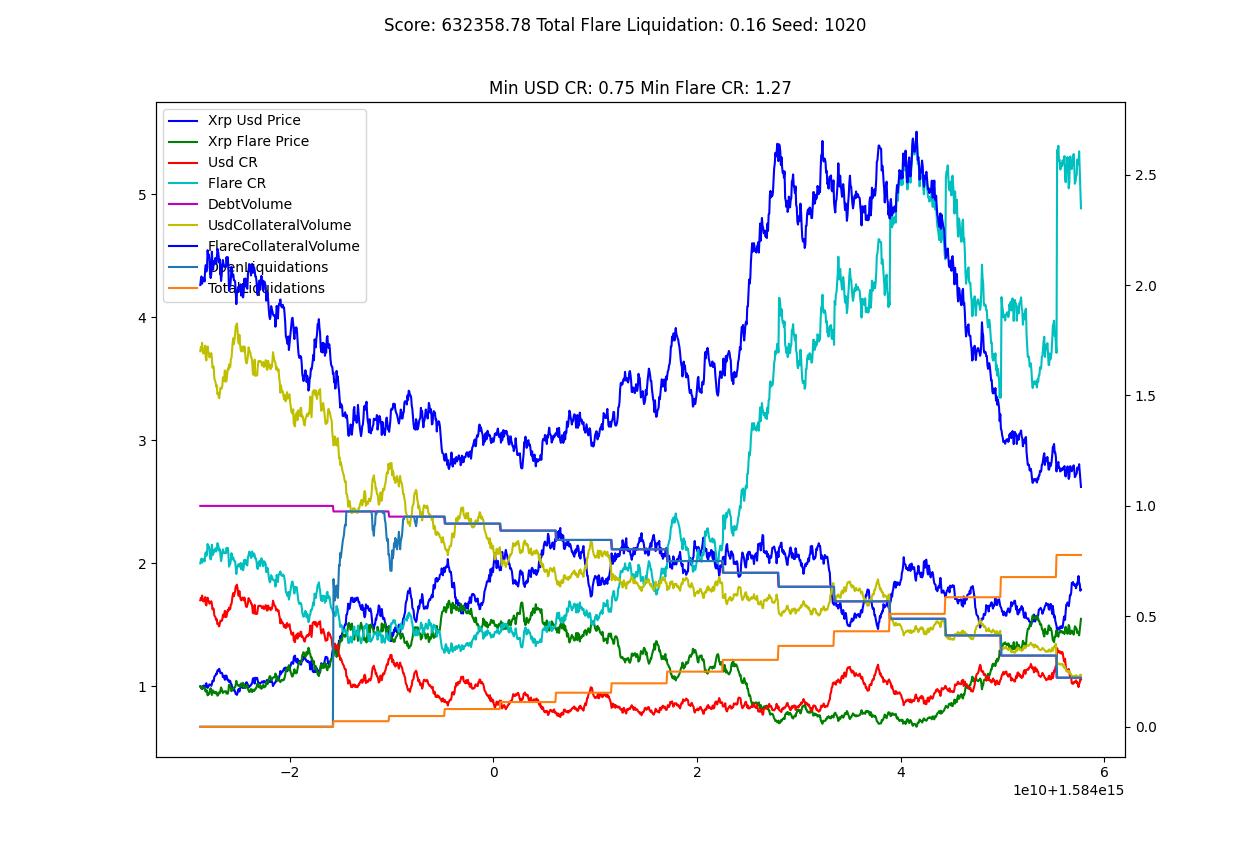 Score: 632358.78 Total Flare Liquidation: 0.16 Seed: 1020
Min USD CR: 0.75 Min Flare CR: 1.27
Xrp Usd Price
Xrp Flare Price
Usd CR
Flare CR
DebtVolume
UsdCollateralVolume
FlareCollateralVolume
OpenLiquidations
TotalLiquidations
5
4
3
2
1
2.5
2.0
1.5
1.0
0.5
0.0
−2
0
2
4
6
1e10+1.584e15